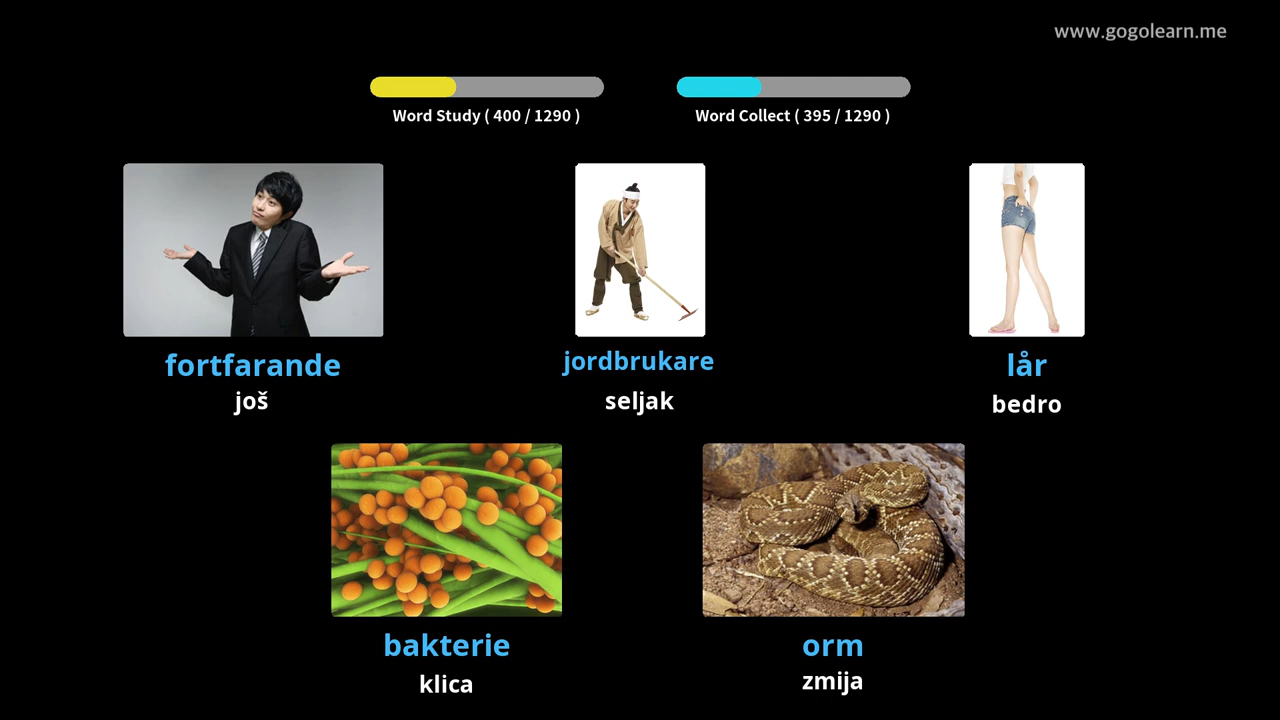 www.gogolearn.me
Word Study ( 400 / 1290 )
Word Collect ( 395 / 1290 )
fortfarande
još
jordbrukare
seljak
lår
bedro
bakterie
klica
orm
zmija